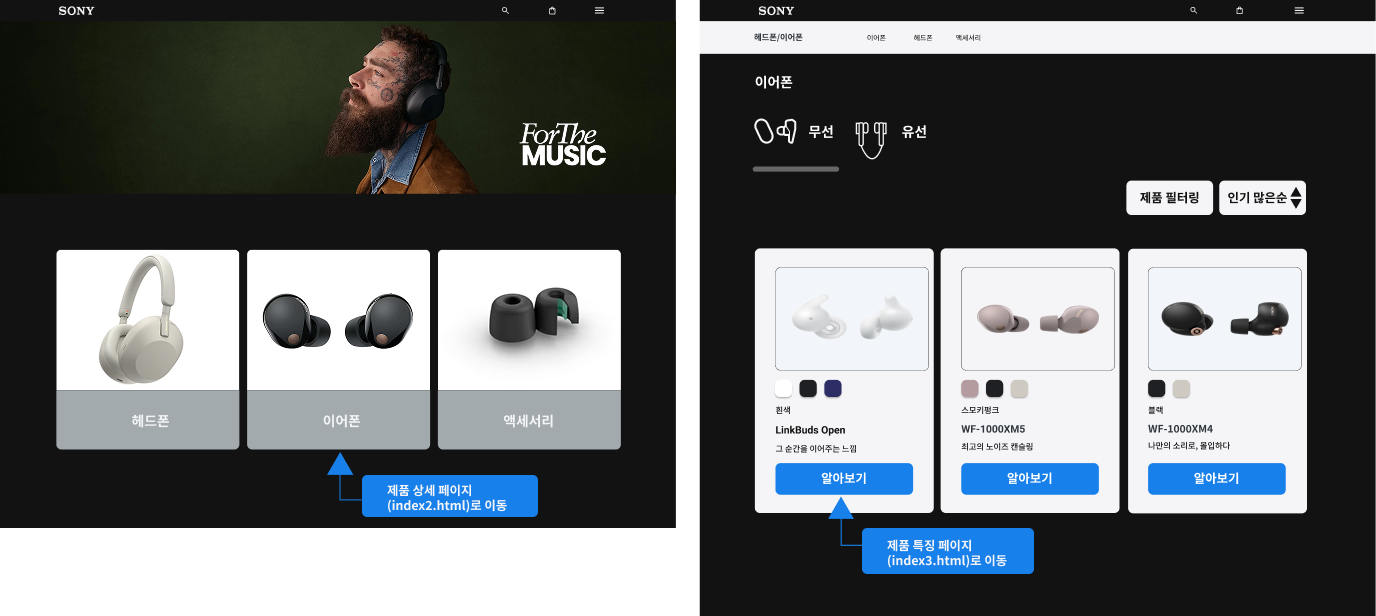 SONY
ForThe
MUSIC
헤드폰
이어폰
액세서리
제품 상세 페이지
(index2.html)로 이동
SONY
헤드폰/이어폰
이어폰
헤드폰
액세서리
이어폰
무선
유선
제품 필터링
인기 많은순
흰색
LinkBuds Open
그 순간을 이어주는 느낌
알아보기
스모키핑크
WF-1000XM5
최고의 노이즈 캔슬링
알아보기
블랙
WF-1000XM4
나만의 소리로, 몰입하다
알아보기
제품 특징 페이지
(index3.html)로 이동